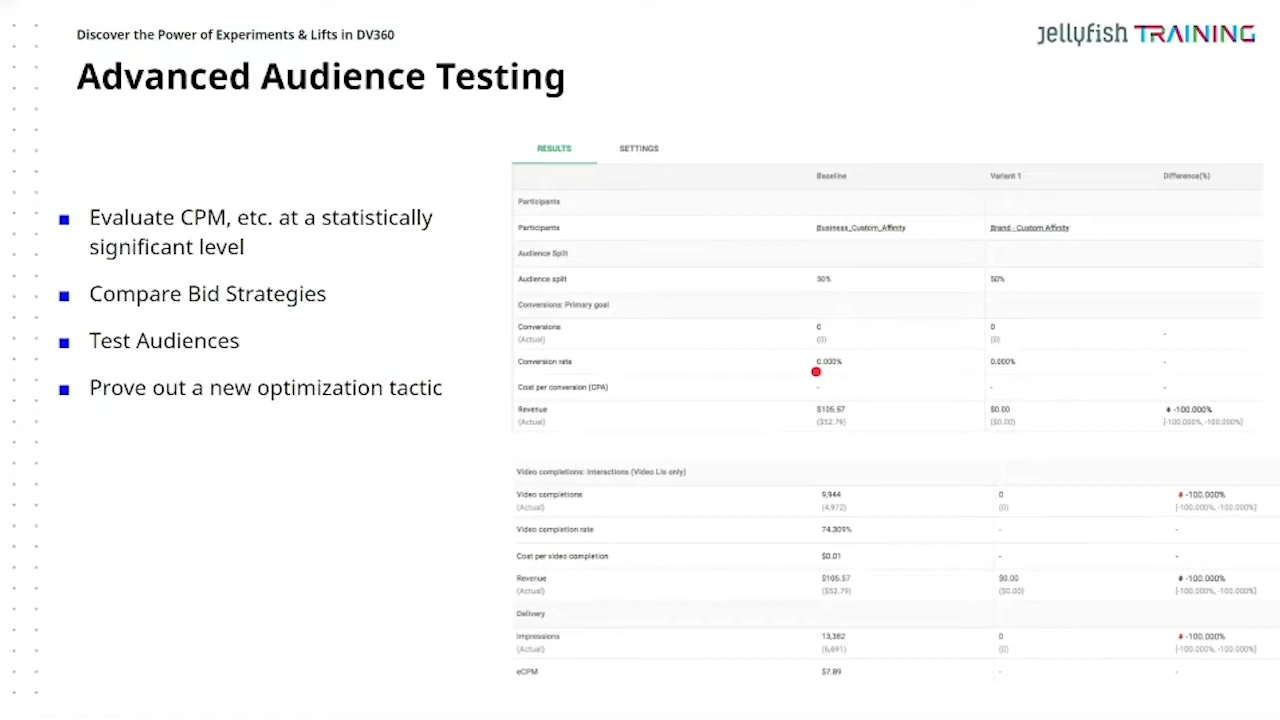 Discover the Power of Experiments & Lifts in DV360
jellyfish TRAINING
Advanced Audience Testing
Evaluate CPM, etc. at a statistically
significant level
Compare Bid Strategies
Test Audiences
Prove out a new optimization tactic
RESULTS SETTINGS
Baseline Variant 1 Difference(%)
Participants
Participants Business_Custom_Affinity Brand - Custom Affinity
Audience Split
Audience split 50% 50%
Conversions: Primary goal
Conversions 0 0 -
(Actual) (0) (0)
Conversion rate 0.000% 0.000% -
Cost per conversion (CPA) - - -
Revenue $105.57 $0.00 -100.000%
(Actual) ($52.79) ($0.00) [-100.000%, -100.000%]
Video completions: Interactions (Video LIs only)
Video completions 9,944 0 -100.000%
(Actual) (4,972) (0) [-100.000%, -100.000%]
Video completion rate 74.309% - -
Cost per video completion $0.01 - -
Revenue $105.57 $0.00 -100.000%
(Actual) ($52.79) ($0.00) [-100.000%, -100.000%]
Delivery
Impressions 13,382 0 -100.000%
(Actual) (6,691) (0) [-100.000%, -100.000%]
eCPM $7.89 - -